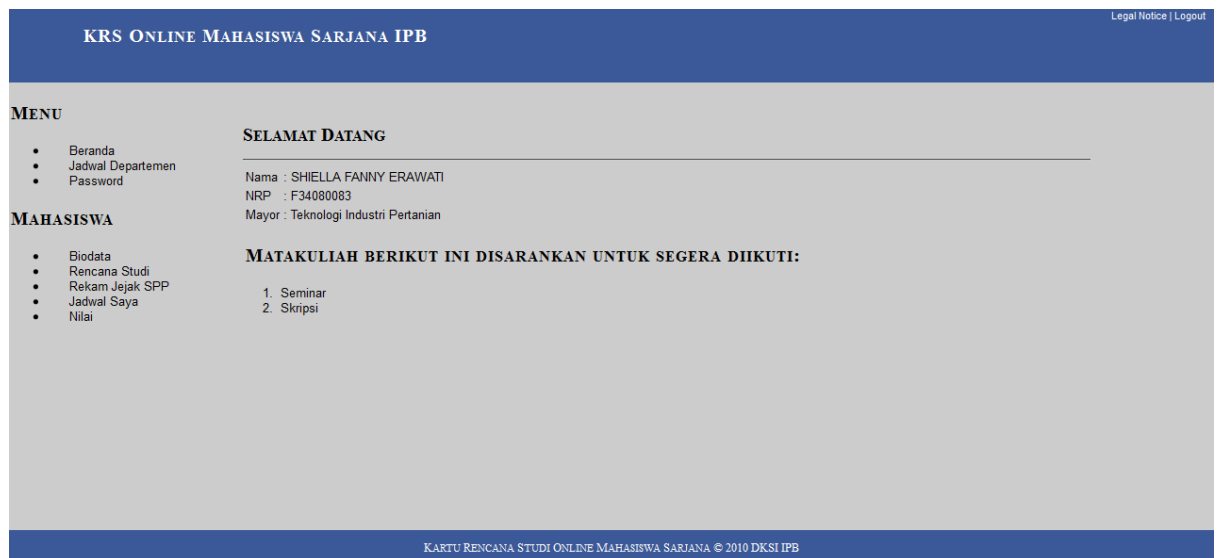 Legal Notice | Logout
KRS Online Mahasiswa Sarjana IPB
Menu
Beranda
Jadwal Departemen
Password
Mahasiswa
Biodata
Rencana Studi
Rekam Jejak SPP
Jadwal Saya
Nilai
Selamat Datang
Nama : SHIELLA FANNY ERAWATI
NRP : F34080083
Mayor : Teknologi Industri Pertanian
Matakuliah berikut ini disarankan untuk segera diikuti:
1. Seminar
2. Skripsi
Kartu Rencana Studi Online Mahasiswa Sarjana © 2010 DKSI IPB